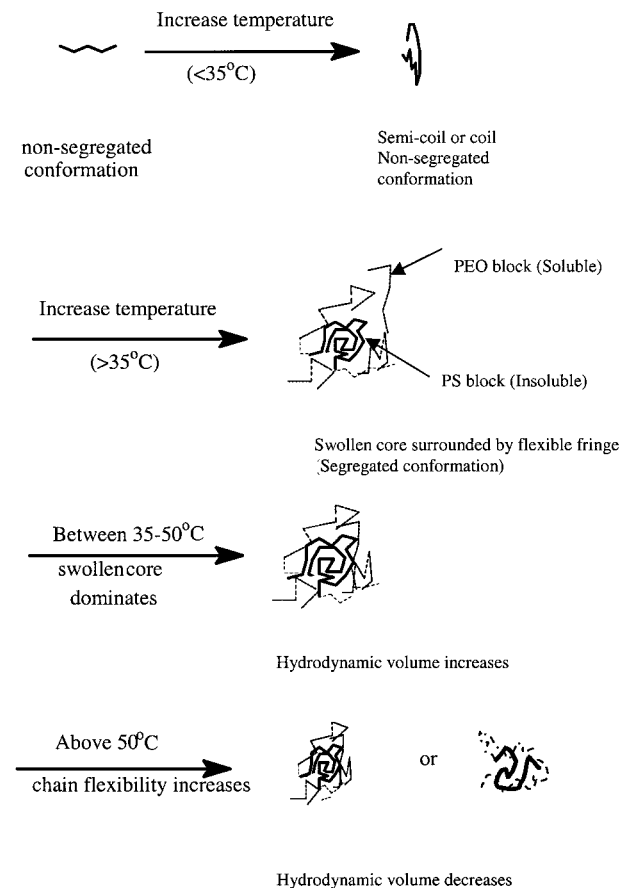 Increase temperature
(<35°C)
non-segregated
conformation
Semi-coil or coil
Non-segregated
conformation
PEO block (Soluble)
Increase temperature
(>35°C)
PS block (Insoluble)
Swollen core surrounded by flexible fringe
(Segregated conformation)
Between 35-50°C
swollen core
dominates
Hydrodynamic volume increases
Above 50°C
chain flexibility increases
or
Hydrodynamic volume decreases